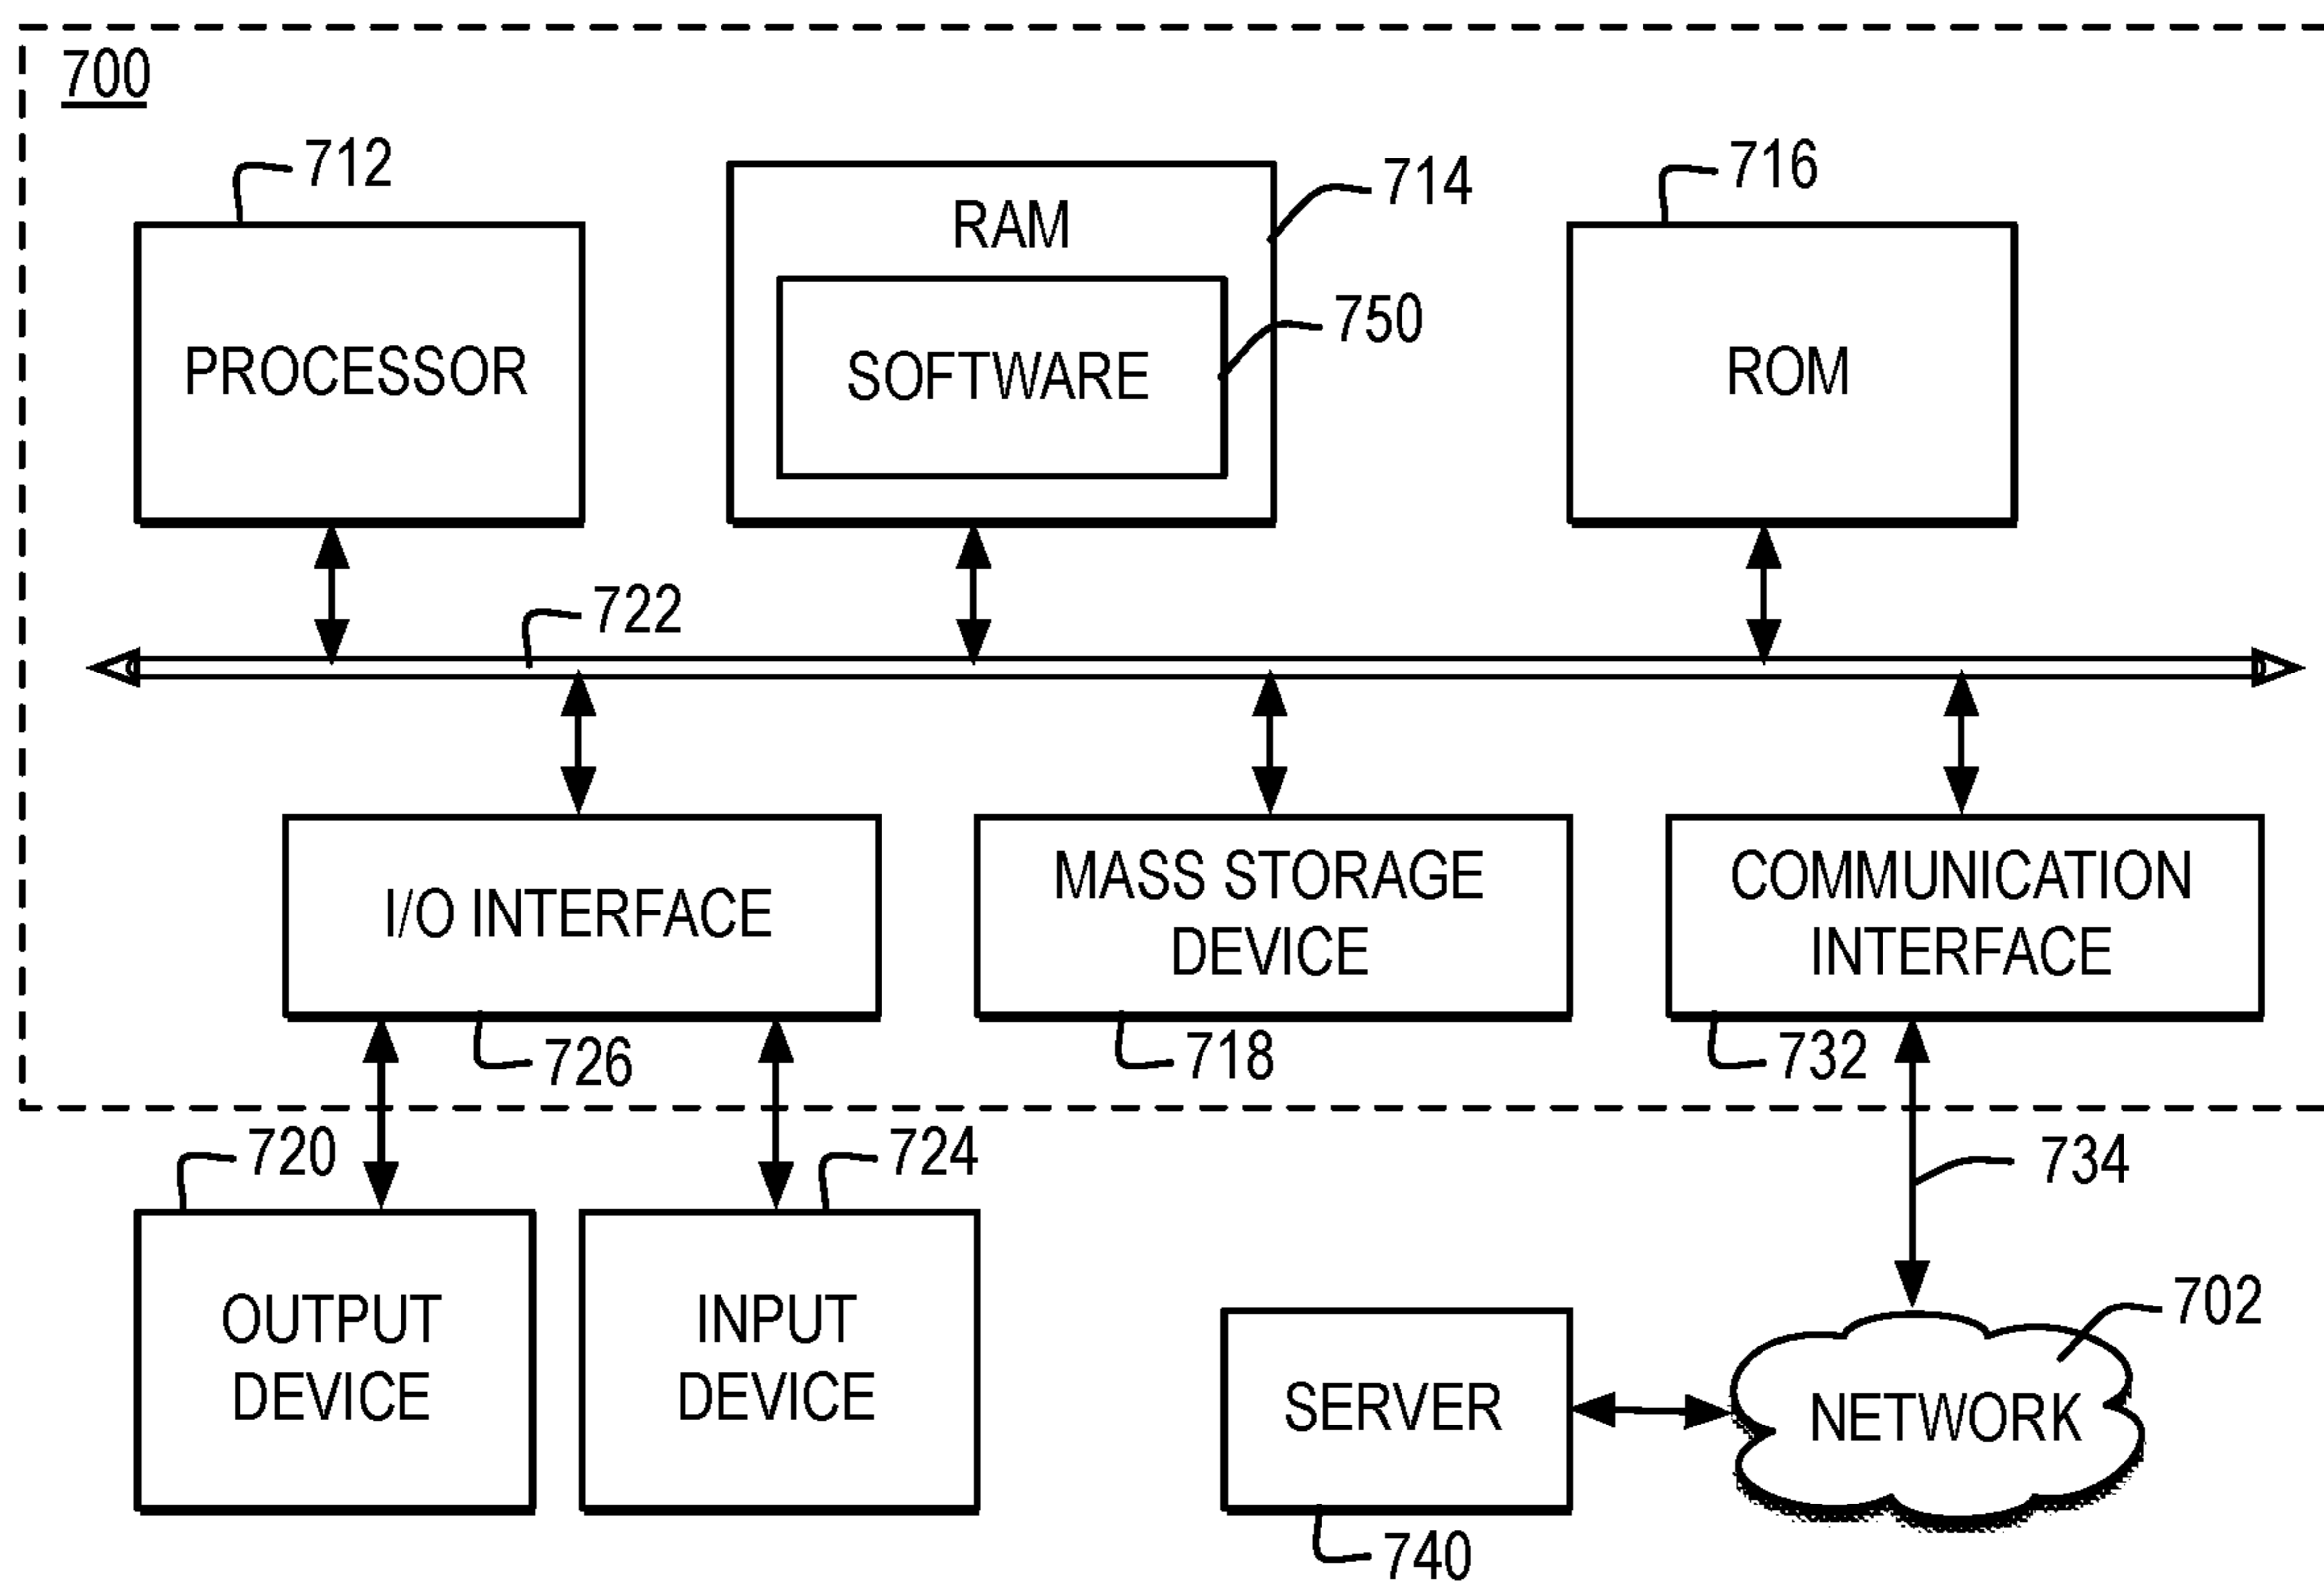 700
712
714
716
RAM
750
PROCESSOR
SOFTWARE
ROM
722
I/O INTERFACE
MASS STORAGE
DEVICE
COMMUNICATION
INTERFACE
726
718
732
720
724
734
OUTPUT
DEVICE
INPUT
DEVICE
702
SERVER
NETWORK
740